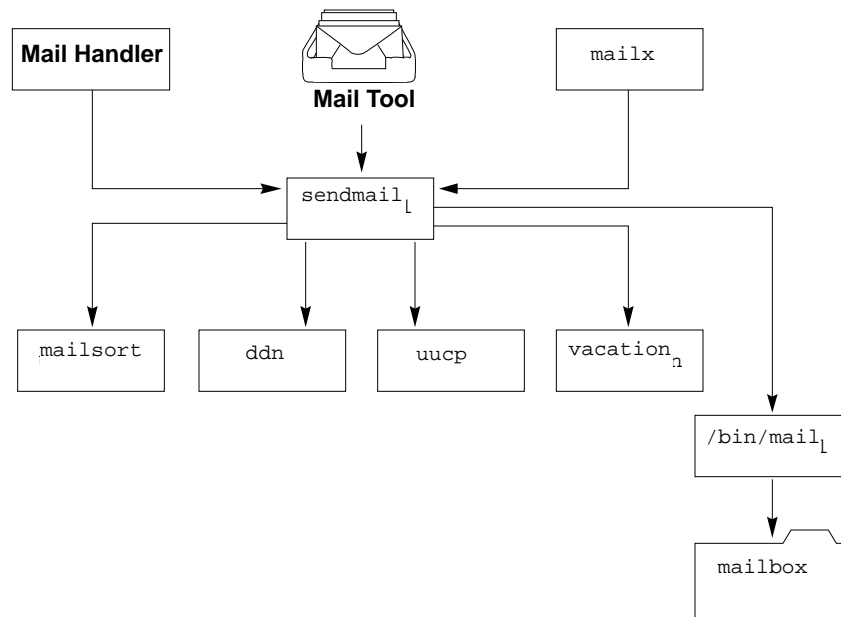 Mail Handler
mailx
Mail Tool
sendmail
mailsort
ddn
uucp
vacation
/bin/mail
mailbox